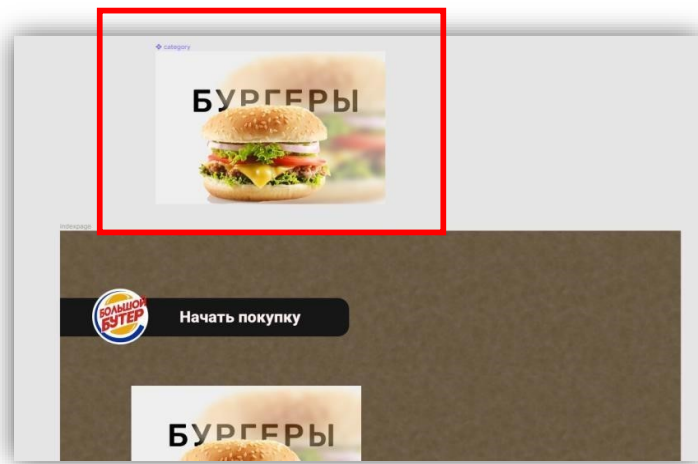 category
БУРГЕРЫ
indexpage
БОЛЬШОЙ
БУТЕР
Начать покупку
БУРГЕРЫ